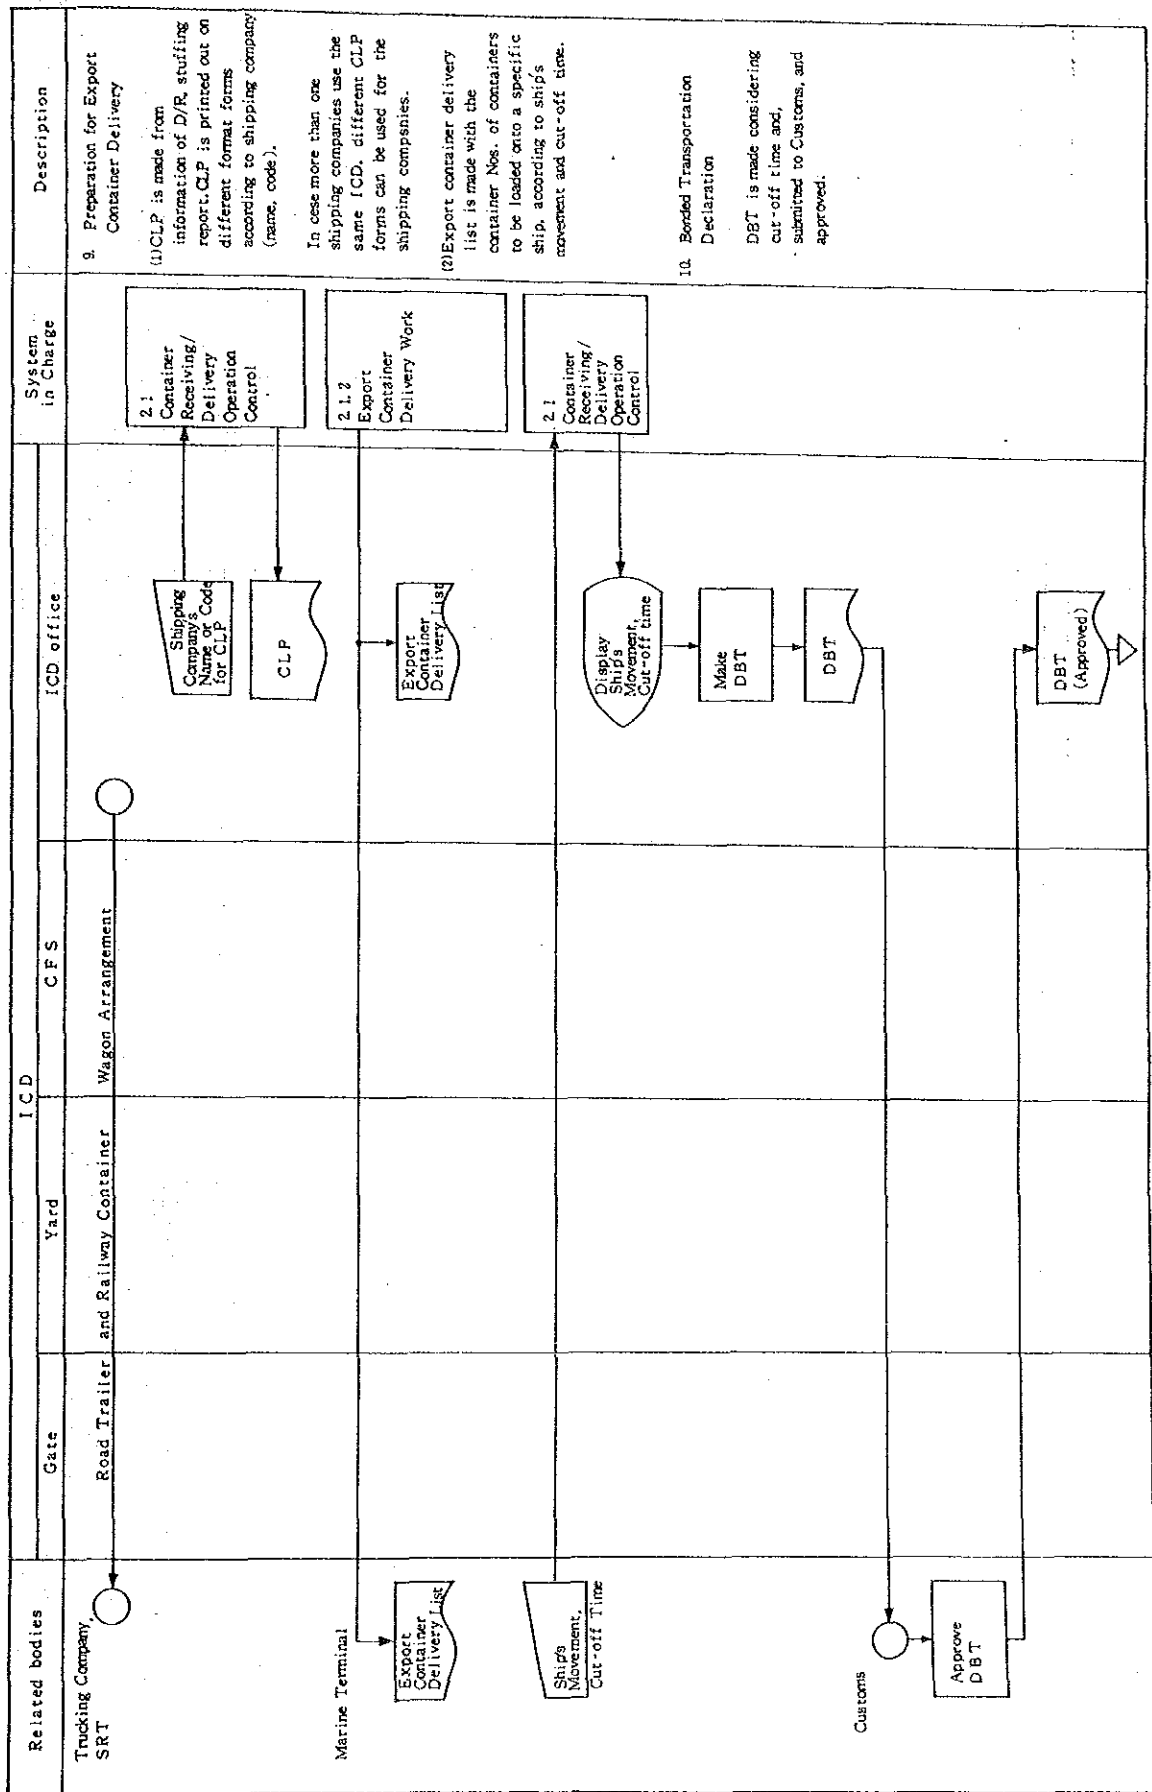 Related bodies
ICD
Gate
Yard
CFS
ICD office
System
in Charge
Description
Trucking Company,
SRT
Road Trailer and Railway Container Wagon Arrangement
Shipping
Company's
Name or Code
for CLP
CLP
2.1
Container
Receiving/
Delivery
Operation
Control
9. Preparation for Export
Container Delivery
(1)CLP is made from
information of D/R, stuffing
report. CLP is printed out on
different format forms
according to shipping company
(name, code).
In cese more than one
shipping companies use the
same ICD, different CLP
forms can be used for the
shipping compsnies.
Marine Terminal
Export
Container
Delivery List
Export
Container
Delivery List
2.1.2
Export
Container
Delivery Work
(2)Export container delivery
list is made with the
container Nos. of containers
to be loaded onto a specific
ship, according to ship's
movement and cut-off time.
Ship's
Movement,
Cut-off Time
Display
Ship's
Movement,
Cut-off time
Make
DBT
DBT
2.1
Container
Receiving/
Delivery
Operation
Control
10. Bonded Transportation
Declaration
DBT is made considering
cut-off time and,
submitted to Customs, and
approved.
Customs
Approve
DBT
DBT
(Approved)